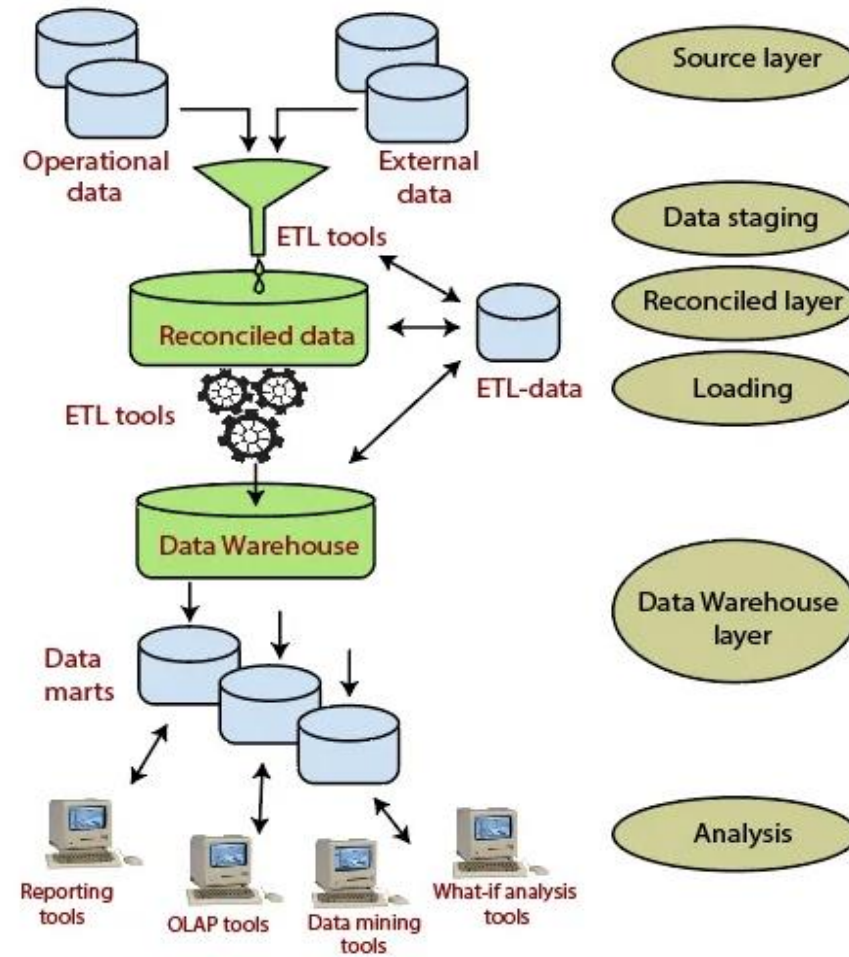 Source layer
Operational
data
External
data
Data staging
ETL tools
Reconciled layer
Reconciled data
ETL-data
Loading
ETL tools
Data Warehouse
Data Warehouse
layer
Data
marts
Analysis
Reporting
tools
OLAP tools
Data mining
tools
What-if analysis
tools